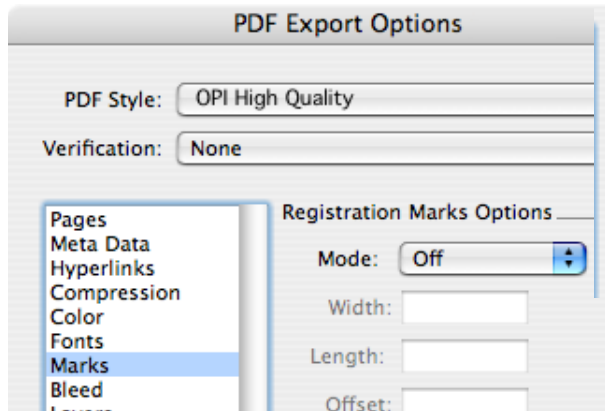 PDF Export Options
PDF Style: OPI High Quality
Verification: None
Pages
Meta Data
Hyperlinks
Compression
Color
Fonts
Marks
Bleed
Layers
Registration Marks Options
Mode: Off
Width:
Length:
Offset: